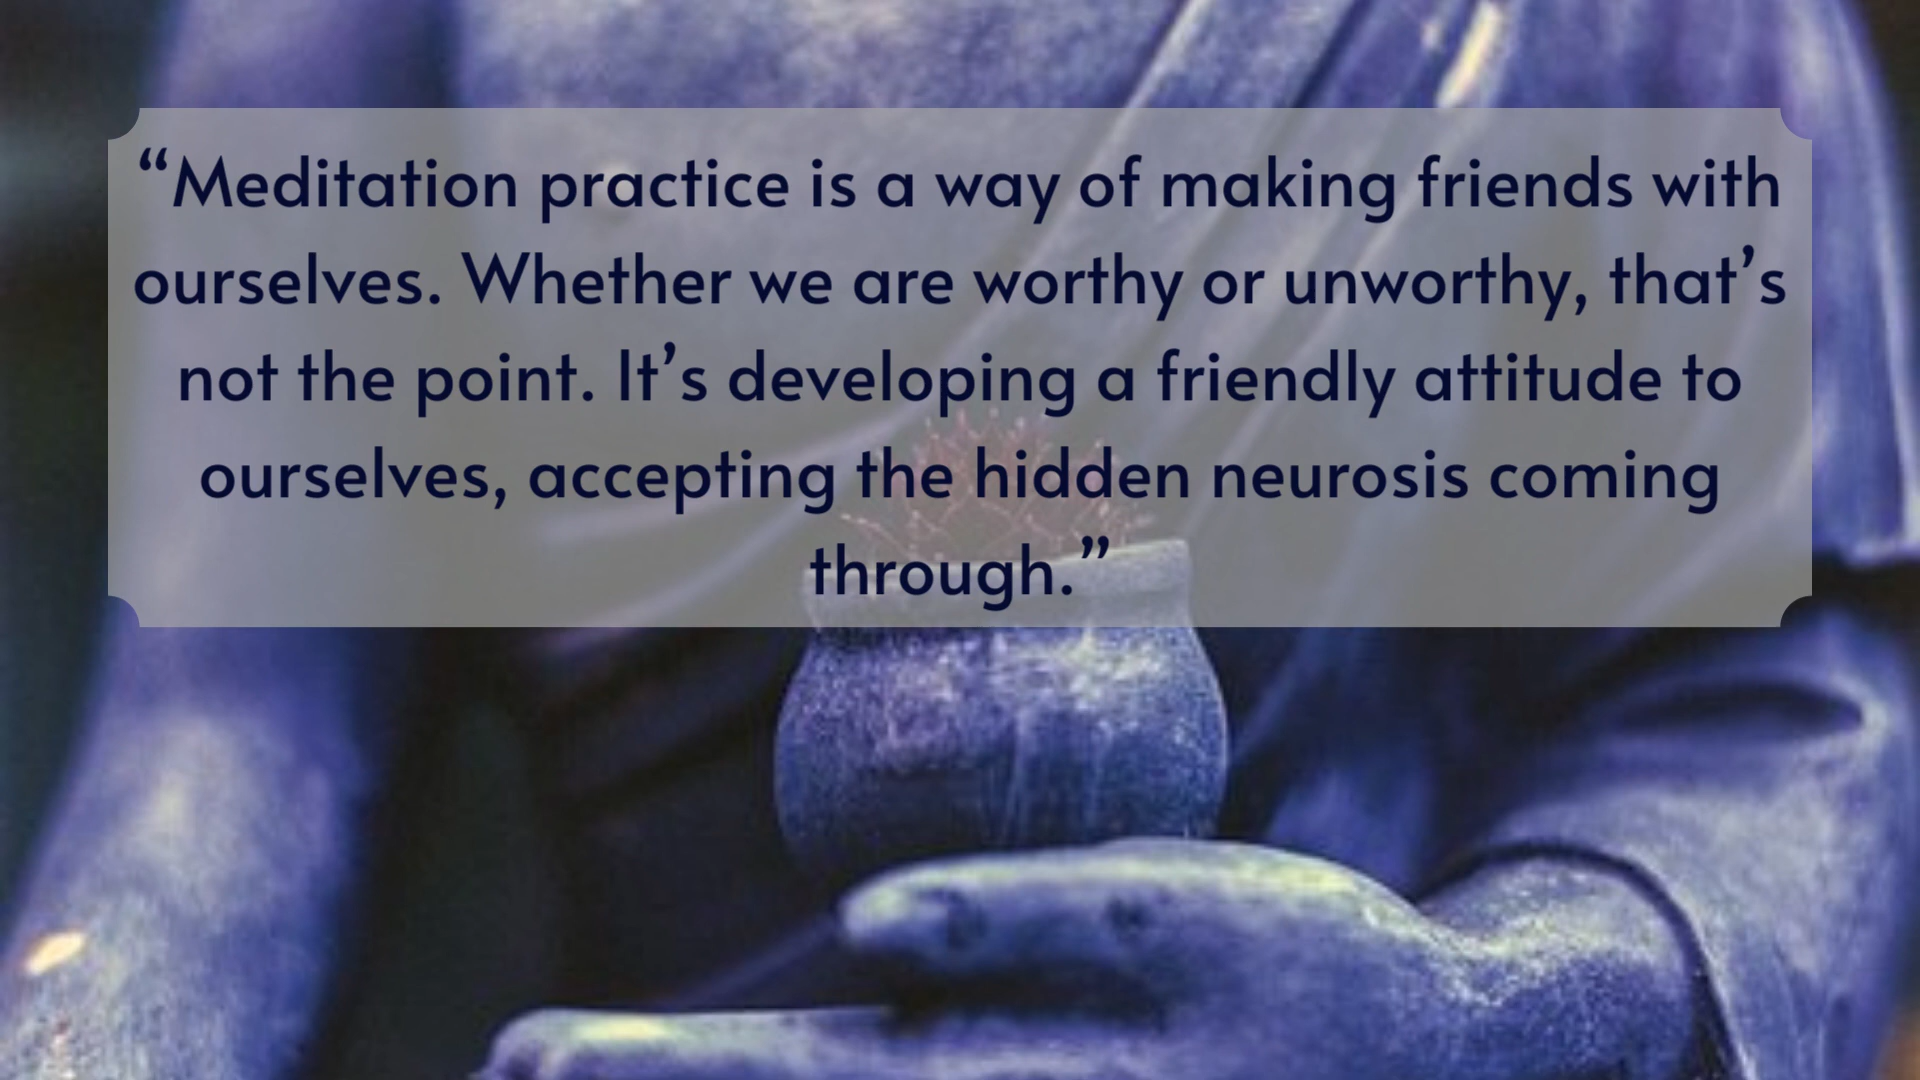 “Meditation practice is a way of making friends with
ourselves. Whether we are worthy or unworthy, that’s
not the point. It’s developing a friendly attitude to
ourselves, accepting the hidden neurosis coming
through.”